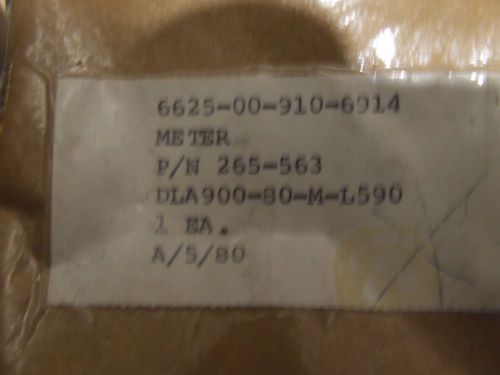 6625-00-910-6914
METER
P/N 265-563
DLA900-80-M-L590
1 EA.
A/5/80